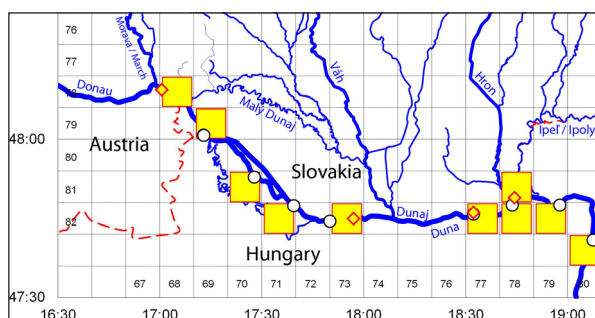 76
77
78
79
80
81
82
48:00
47:30
Morava / March
Donau
Malý Dunaj
Váh
Hron
Ipeľ / Ipoly
Austria
Slovakia
Dunaj
Duna
Hungary
67 68 69 70 71 72 73 74 75 76 77 78 79 80
16:30 17:00 17:30 18:00 18:30 19:00